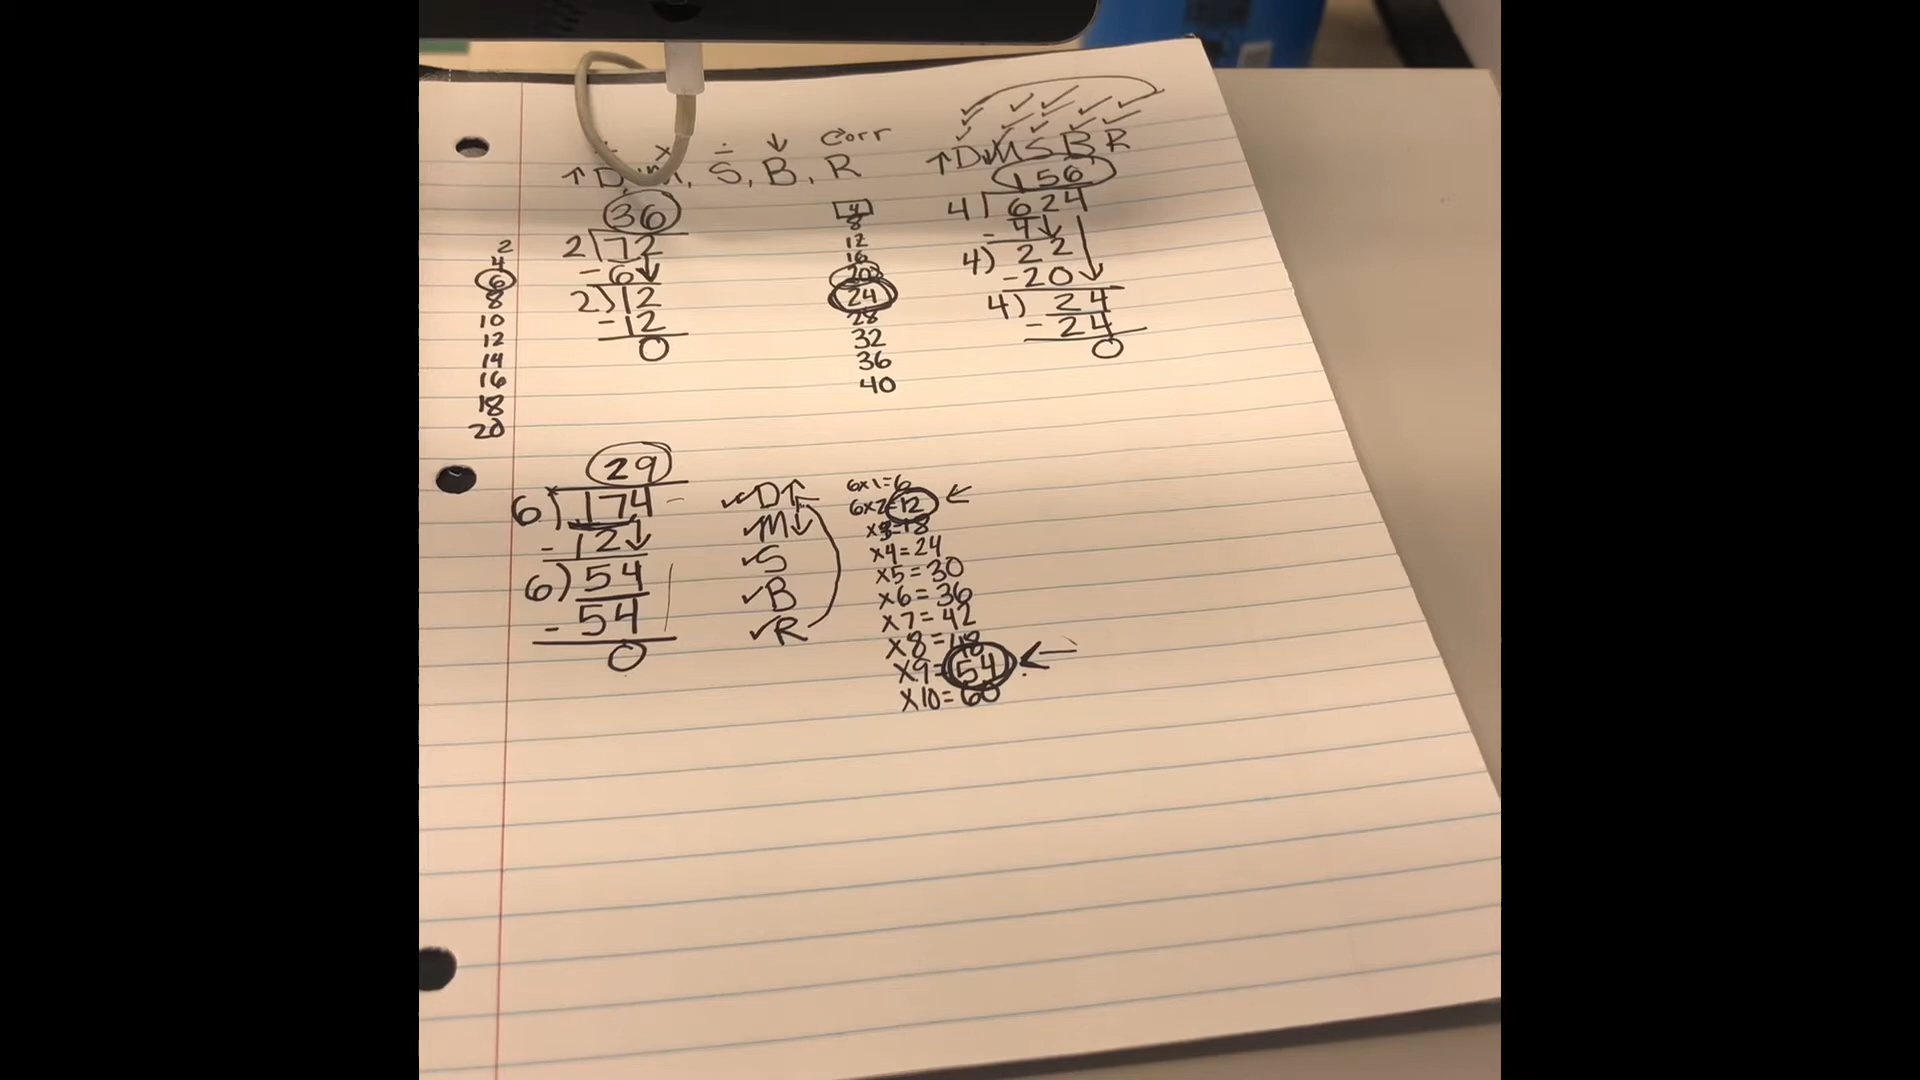 ÷ ↓ Corr
↑ D, M, S, B, R
36
2)72
-6↓
2)12
-12
0
2
4
6
8
10
12
14
16
18
20
4
8
12
16
20
24
28
32
36
40
✓ ✓ ✓ ✓ ✓
↑DMSBR
156
4)624
-4↓
4)22
-20↓
4)24
-24
0
29
6)174
-12↓
6)54
-54
0
✓D↑
✓M↓
✓S
✓B
✓R
6x1=6
6x2=12 ←
x3=18
x4=24
x5=30
x6=36
x7=42
x8=48
x9=54 ←
x10=60